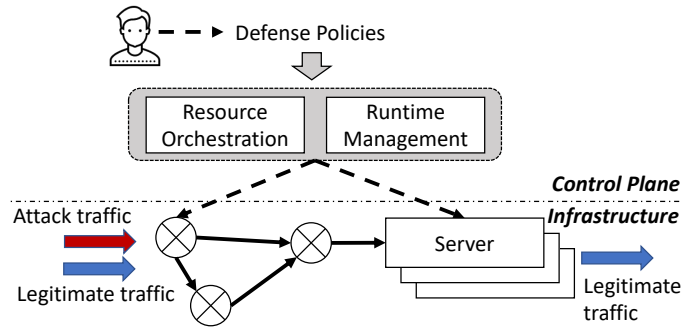 Defense Policies
Resource
Orchestration
Runtime
Management
Control Plane
Infrastructure
Attack traffic
Legitimate traffic
Server
Legitimate
traffic